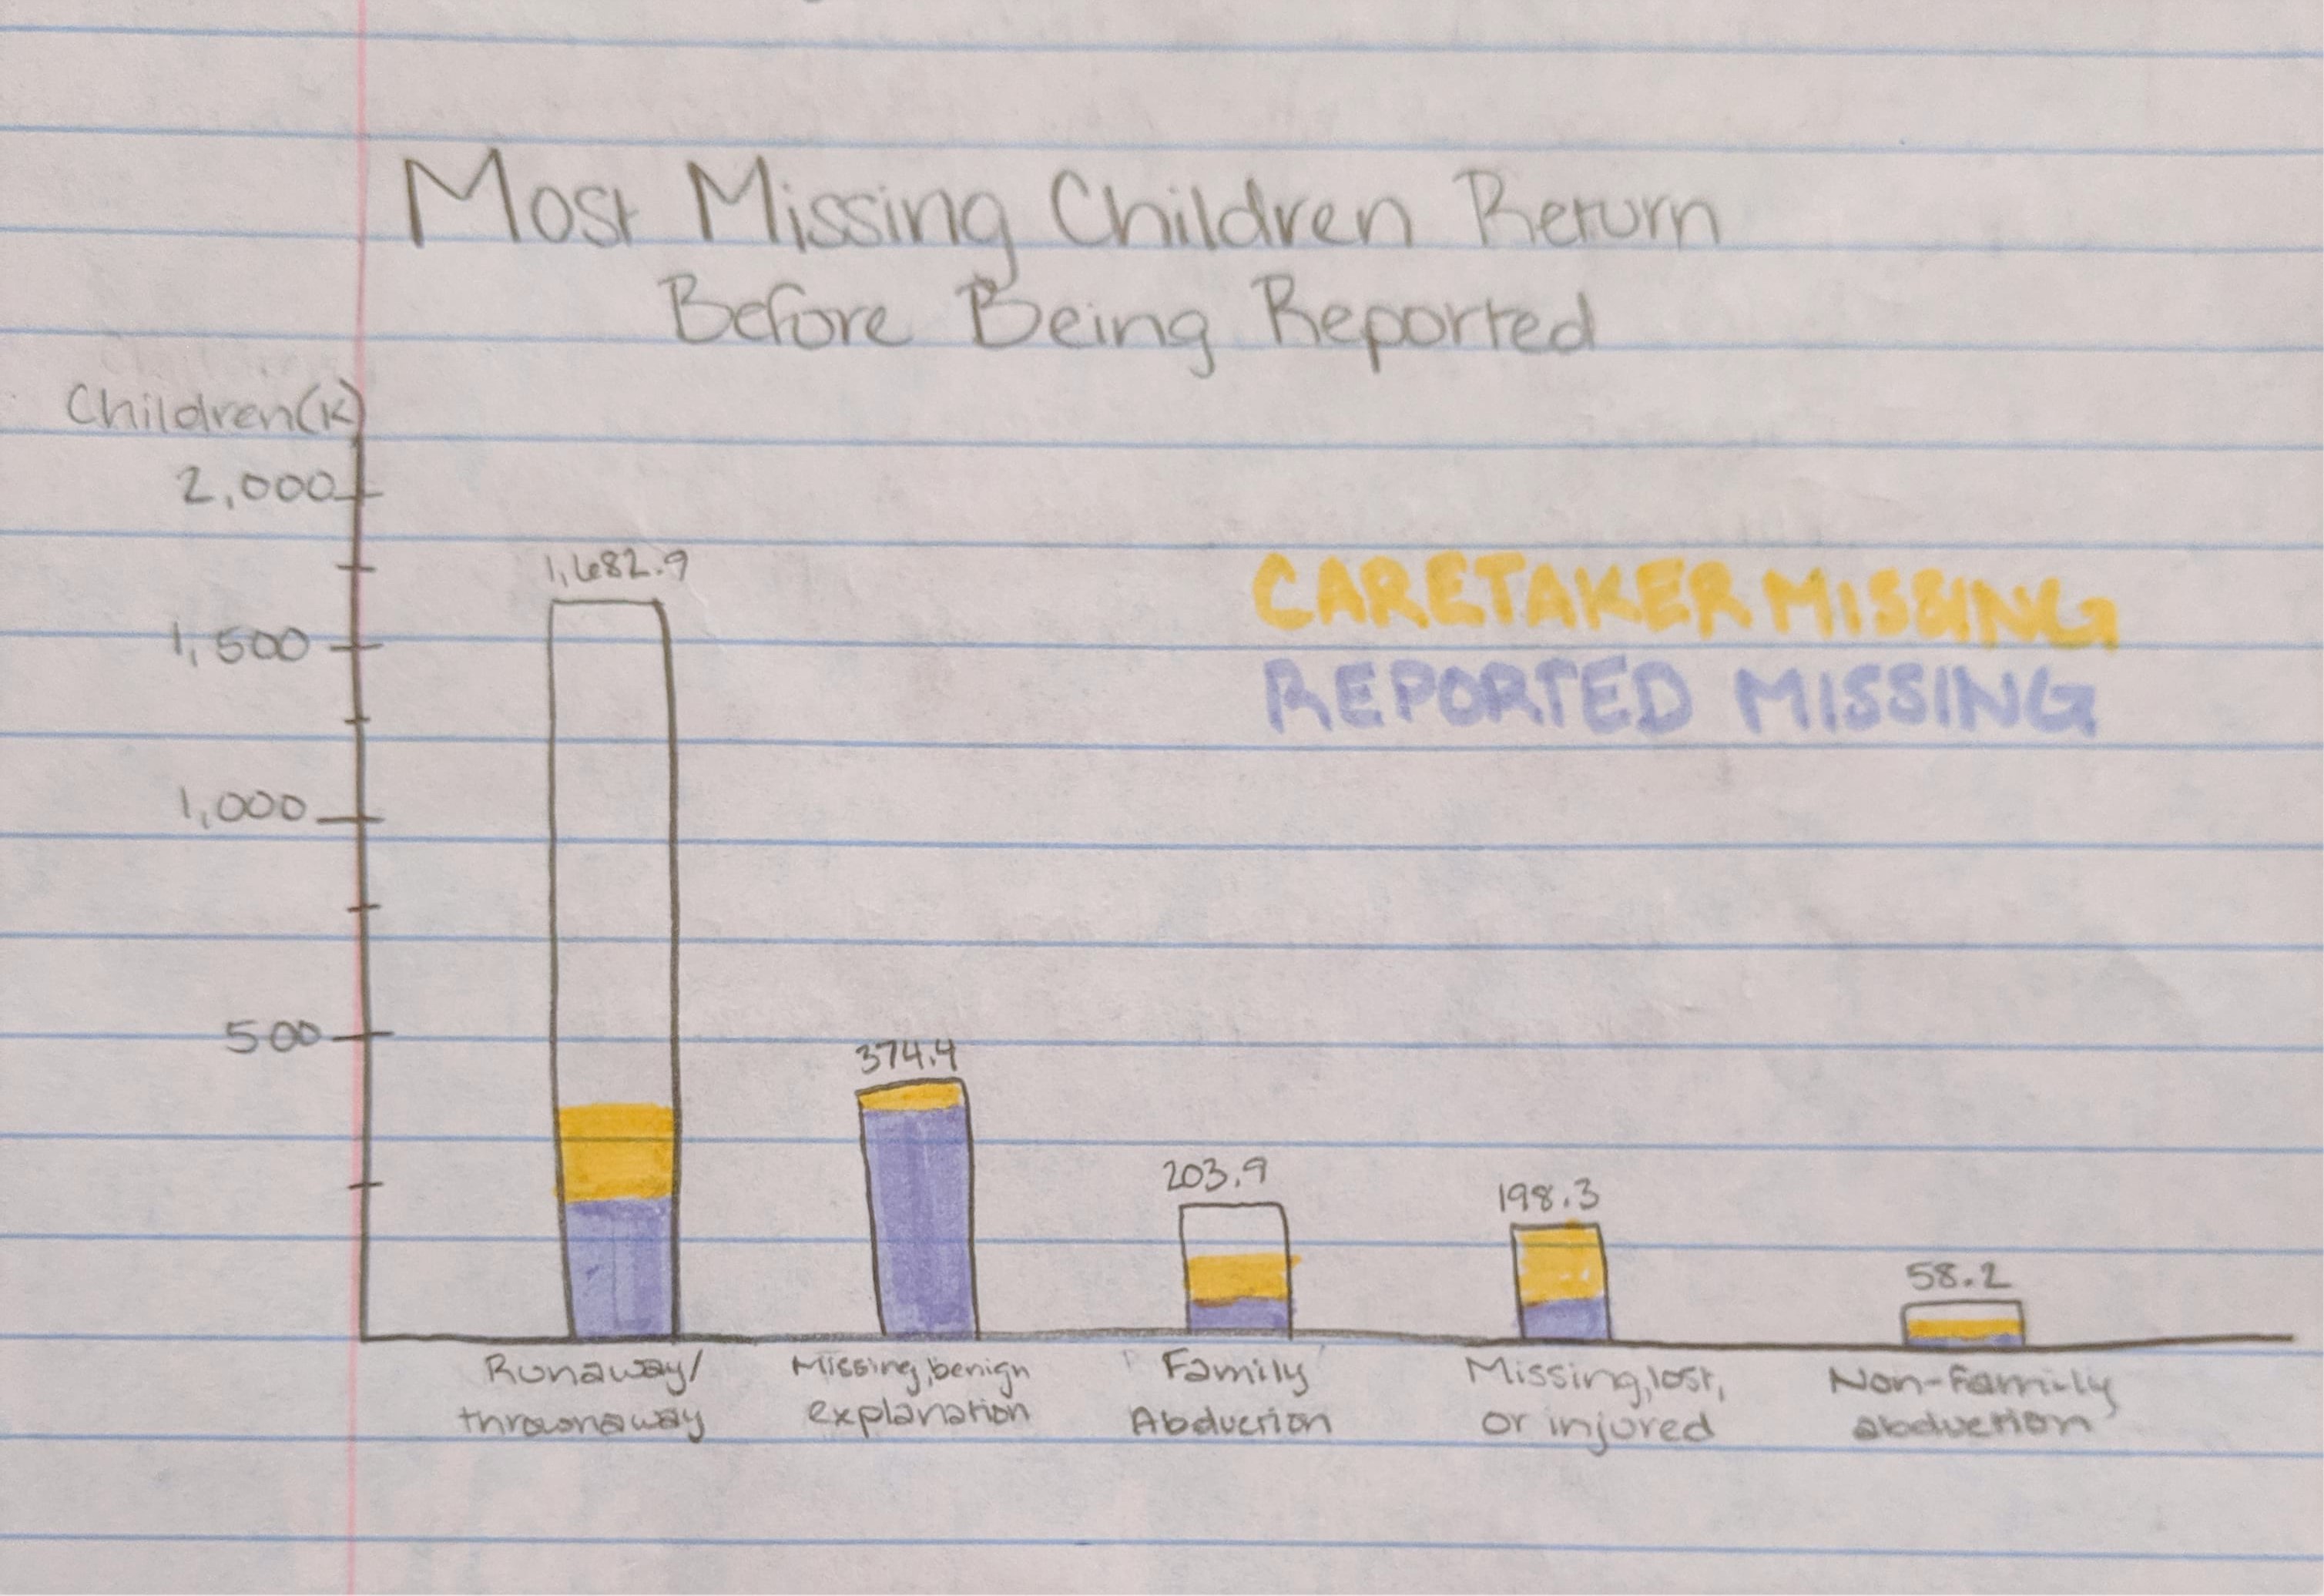 Most Missing Children Return
Before Being Reported
Children(K)
2,000
1,500
1,000
500
1,682.9
374.4
203.9
198.3
58.2
CARETAKER MISSING
REPORTED MISSING
Runaway/
thrownaway
Missing, benign
explanation
Family
Abduction
Missing, lost,
or injured
Non-Family
abduction